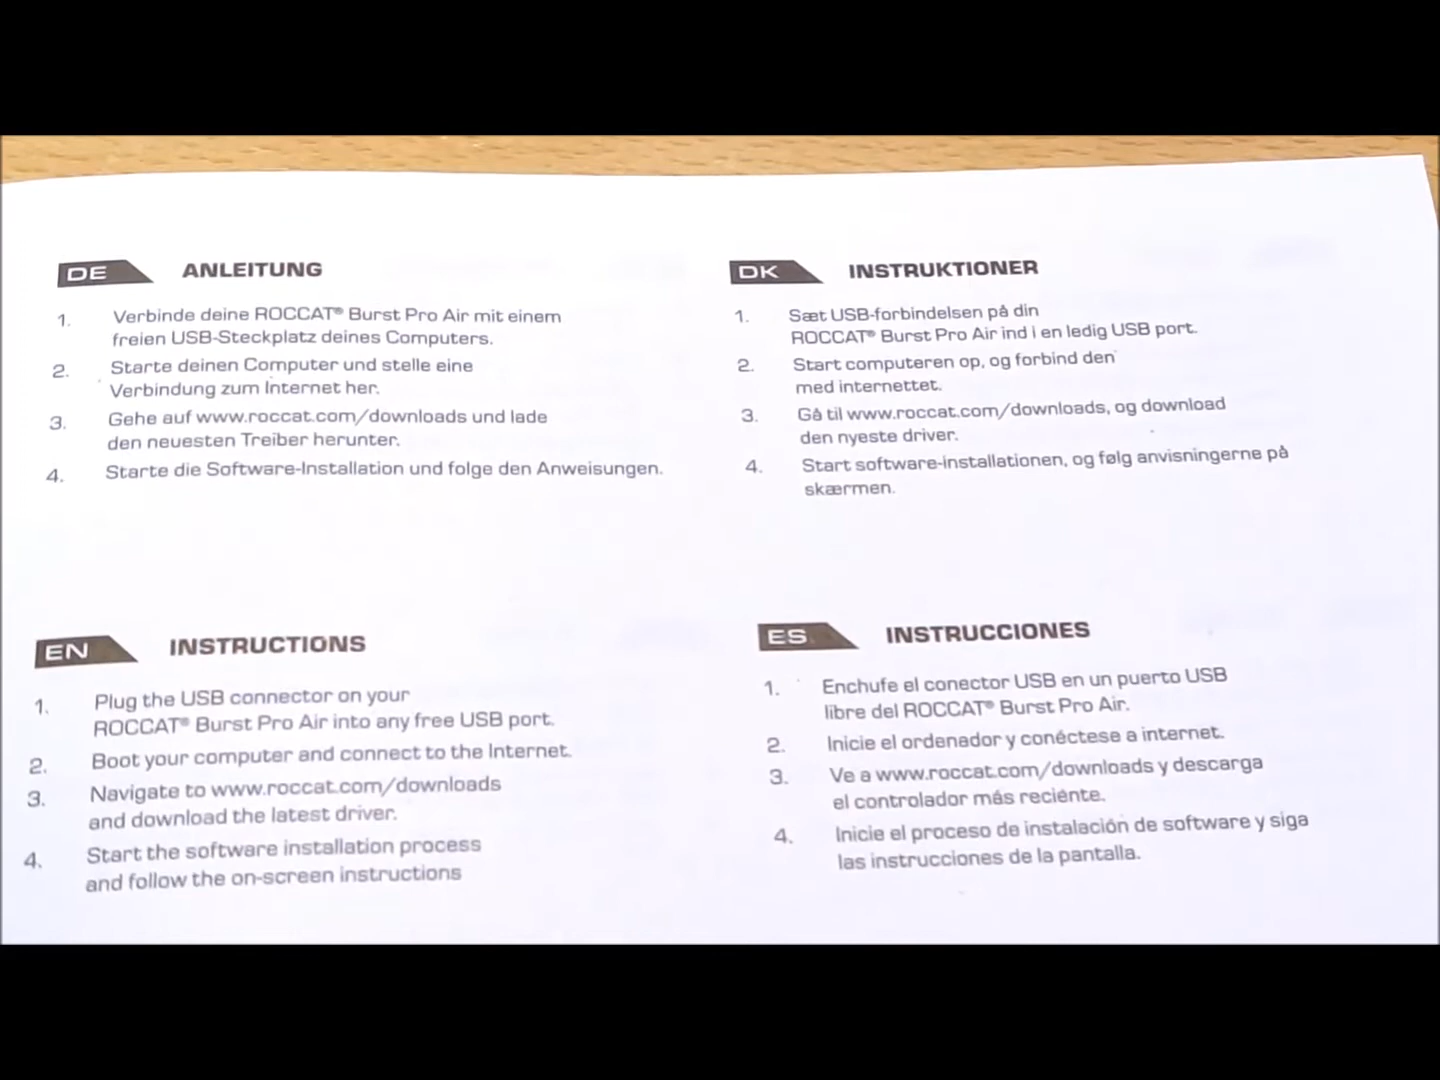 DE ANLEITUNG
1. Verbinde deine ROCCAT® Burst Pro Air mit einem
freien USB-Steckplatz deines Computers.
2. Starte deinen Computer und stelle eine
Verbindung zum Internet her.
3. Gehe auf www.roccat.com/downloads und lade
den neuesten Treiber herunter.
4. Starte die Software-Installation und folge den Anweisungen.
DK INSTRUKTIONER
1. Sæt USB-forbindelsen på din
ROCCAT® Burst Pro Air ind i en ledig USB port.
2. Start computeren op, og forbind den
med internettet.
3. Gå til www.roccat.com/downloads, og download
den nyeste driver.
4. Start software-installationen, og følg anvisningerne på
skærmen.
EN INSTRUCTIONS
1. Plug the USB connector on your
ROCCAT® Burst Pro Air into any free USB port.
2. Boot your computer and connect to the Internet.
3. Navigate to www.roccat.com/downloads
and download the latest driver.
4. Start the software installation process
and follow the on-screen instructions
ES INSTRUCCIONES
1. Enchufe el conector USB en un puerto USB
libre del ROCCAT® Burst Pro Air.
2. Inicie el ordenador y conéctese a internet.
3. Ve a www.roccat.com/downloads y descarga
el controlador más reciénte.
4. Inicie el proceso de instalación de software y siga
las instrucciones de la pantalla.